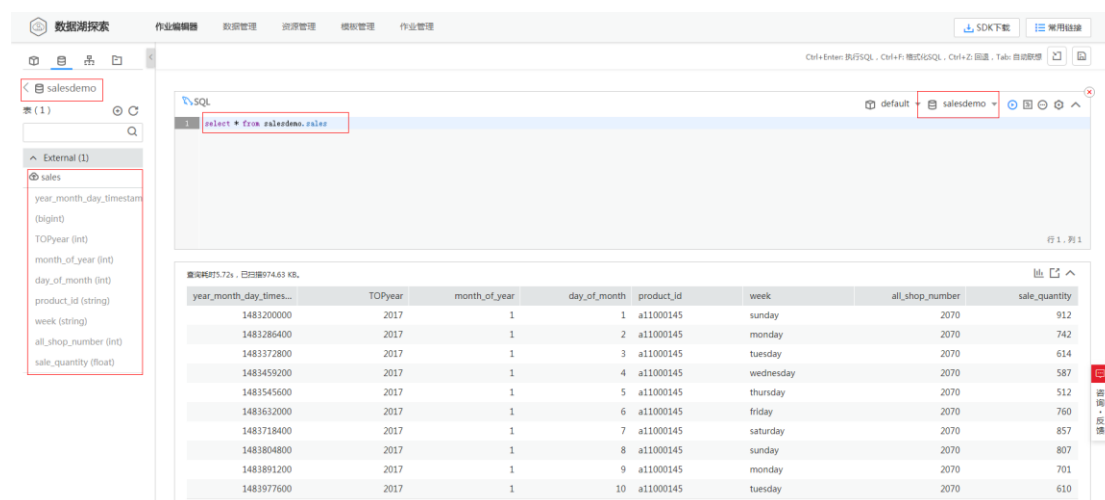 数据湖探索 作业编辑器 数据管理 资源管理 模板管理 作业管理 SDK下载 常用链接
Ctrl+Enter: 执行SQL，Ctrl+F: 格式化SQL，Ctrl+Z: 回退，Tab: 自动联想
salesdemo
表 (1)
External (1)
sales
year_month_day_timestam
(bigint)
TOPyear (int)
month_of_year (int)
day_of_month (int)
product_id (string)
week (string)
all_shop_number (int)
sale_quantity (float)
SQL default salesdemo
1 select * from salesdemo.sales
行 1，列 1
查询耗时5.72s，已扫描974.63 KB。
year_month_day_times... TOPyear month_of_year day_of_month product_id week all_shop_number sale_quantity
1483200000 2017 1 1 a11000145 sunday 2070 912
1483286400 2017 1 2 a11000145 monday 2070 742
1483372800 2017 1 3 a11000145 tuesday 2070 614
1483459200 2017 1 4 a11000145 wednesday 2070 587
1483545600 2017 1 5 a11000145 thursday 2070 512
1483632000 2017 1 6 a11000145 friday 2070 760
1483718400 2017 1 7 a11000145 saturday 2070 857
1483804800 2017 1 8 a11000145 sunday 2070 807
1483891200 2017 1 9 a11000145 monday 2070 701
1483977600 2017 1 10 a11000145 tuesday 2070 610
咨询·反馈